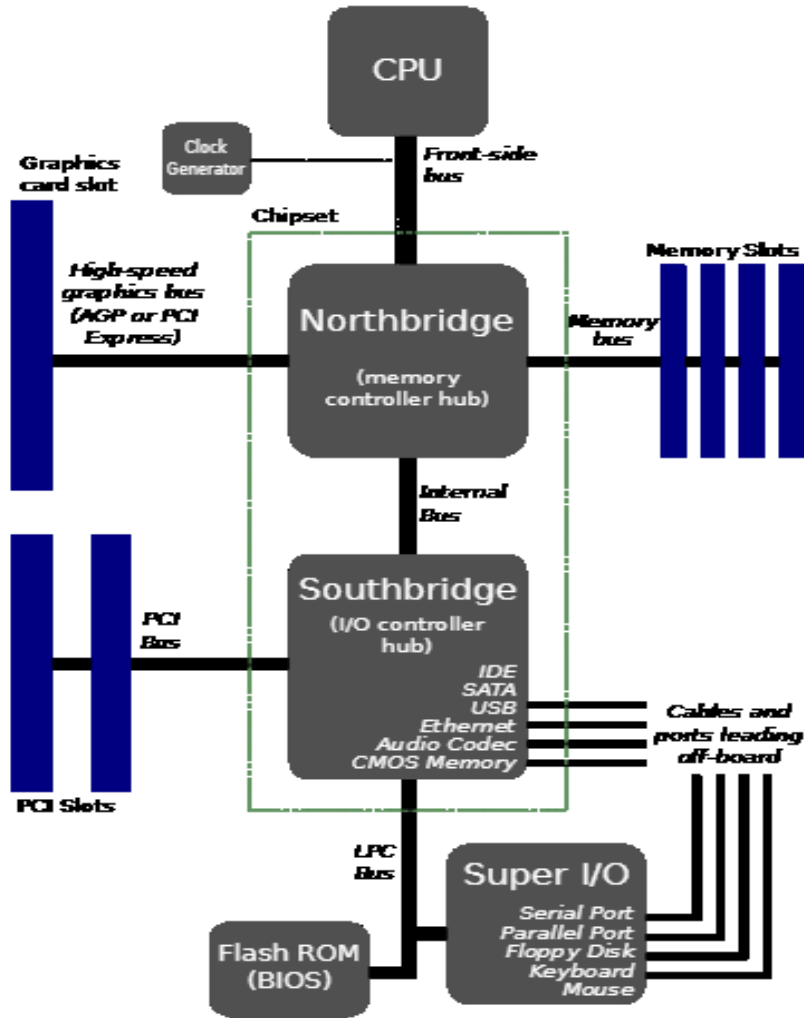 CPU
Clock
Generator
Front-side
bus
Graphics
card slot
Chipset
High-speed
graphics bus
(AGP or PCI
Express)
Northbridge
(memory
controller hub)
Memory
bus
Memory Slots
Internal
Bus
Southbridge
(I/O controller
hub)
IDE
SATA
USB
Ethernet
Audio Codec
CMOS Memory
PCI
Bus
PCI Slots
Cables and
ports leading
off-board
LPC
Bus
Super I/O
Serial Port
Parallel Port
Floppy Disk
Keyboard
Mouse
Flash ROM
(BIOS)